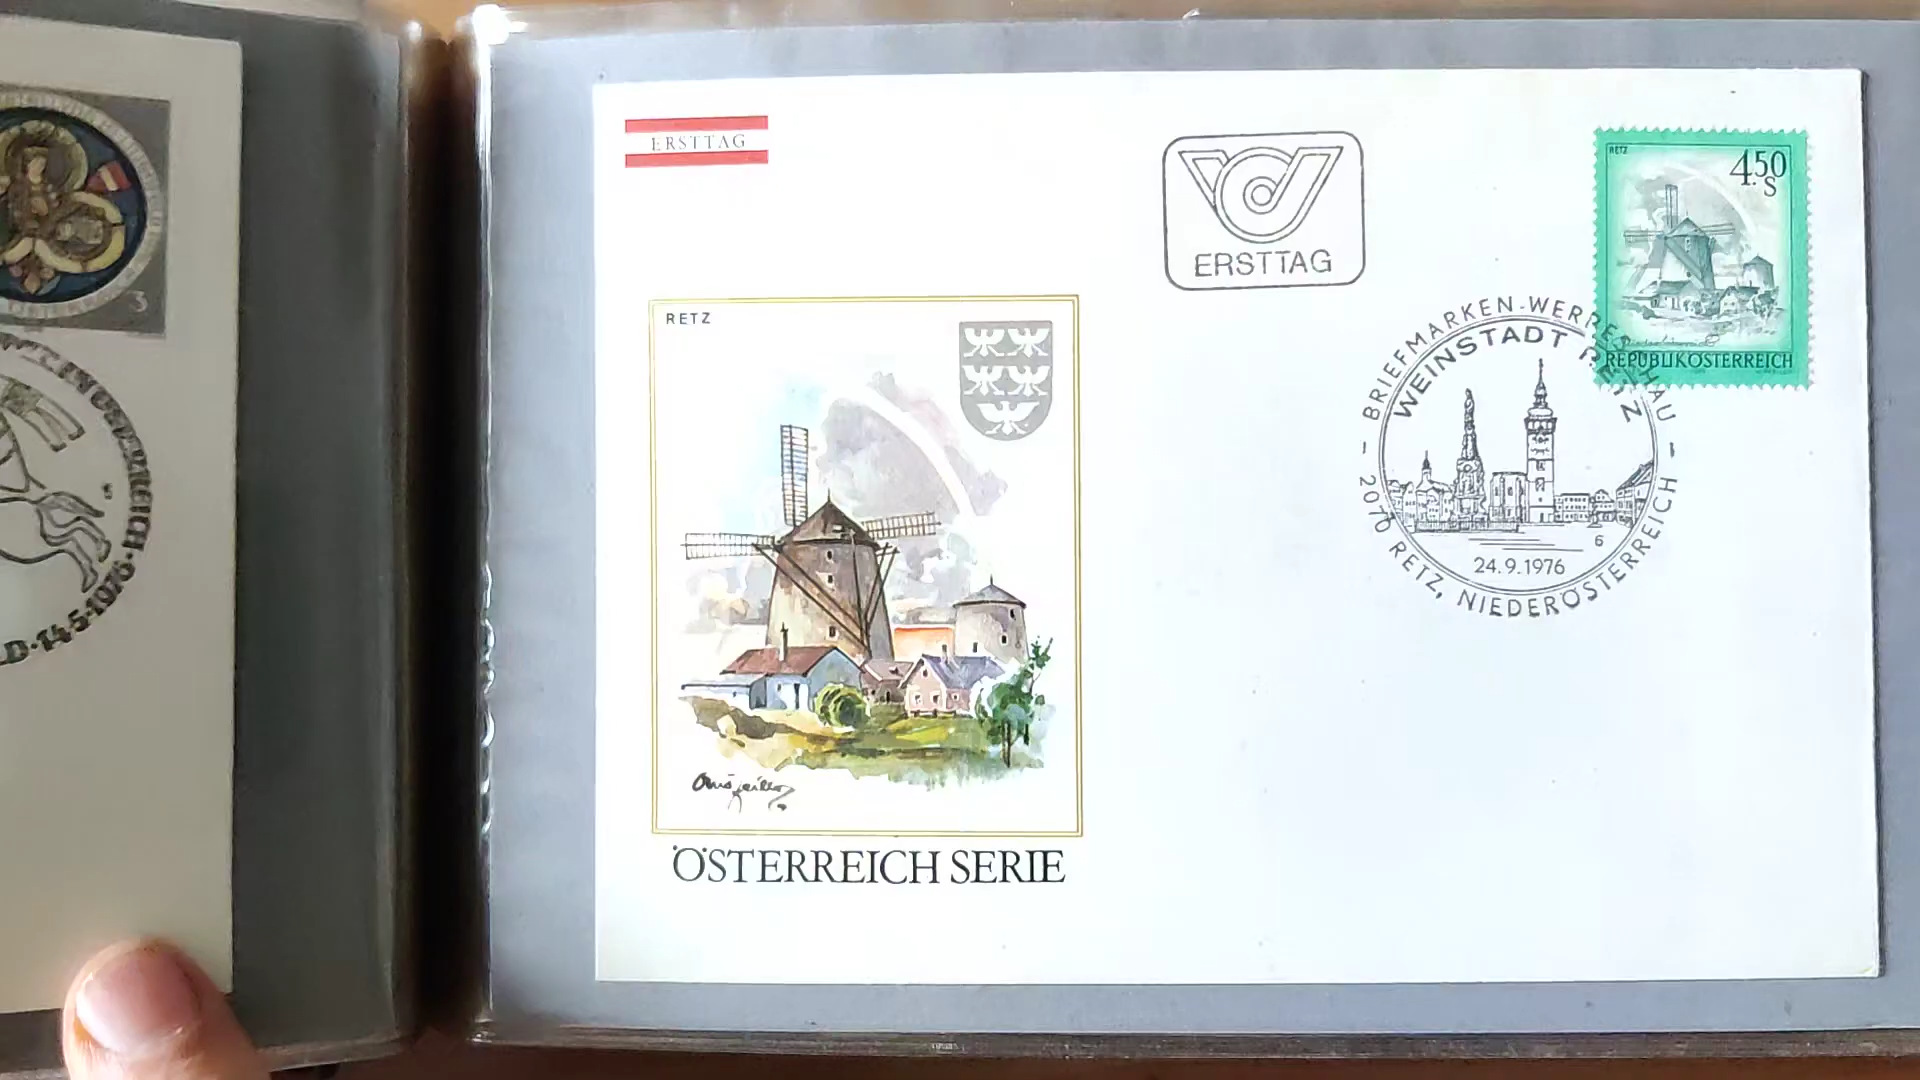 3
D·14·5·1976·
ERSTTAG
ERSTTAG
RETZ
4.50
S
REPUBLIK ÖSTERREICH
BRIEFMARKEN-WERBESCHAU
WEINSTADT RETZ
6
24.9.1976
– 2070 RETZ, NIEDERÖSTERREICH –
RETZ
ÖSTERREICH SERIE